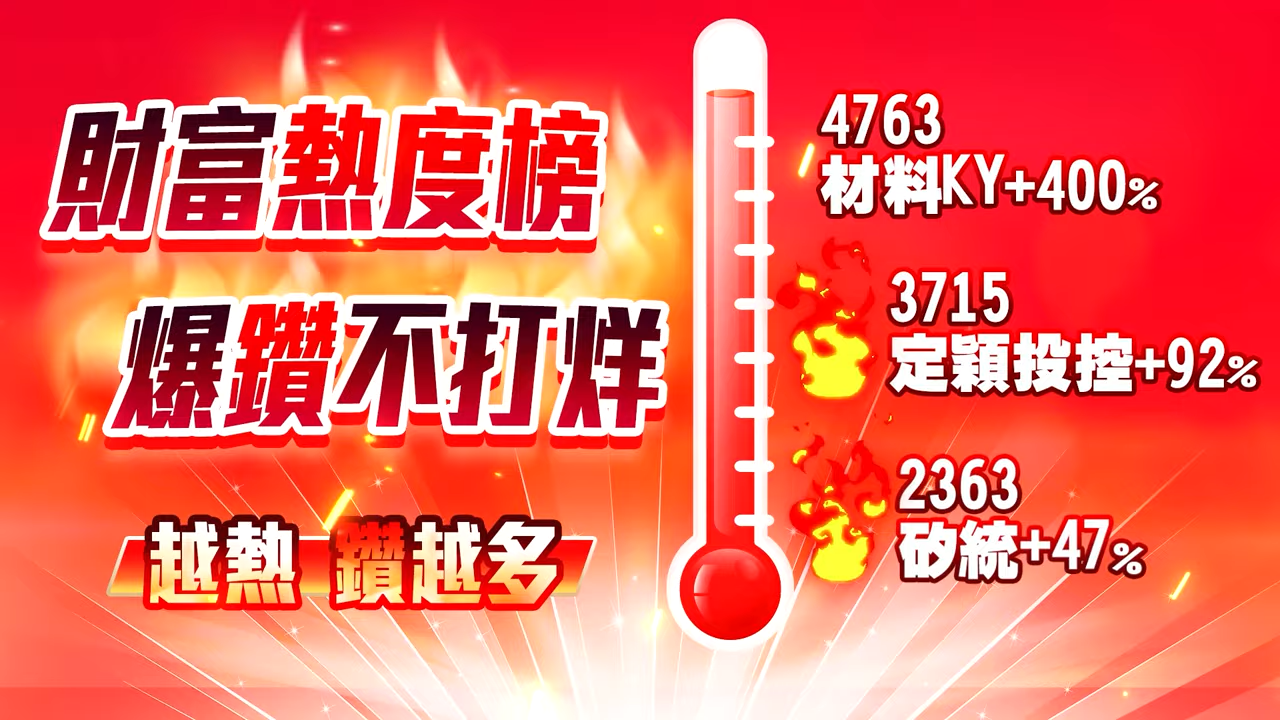 財富熱度榜
爆鑽不打烊
越熱 鑽越多
4763
材料KY+400%
3715
定穎投控+92%
2363
矽統+47%